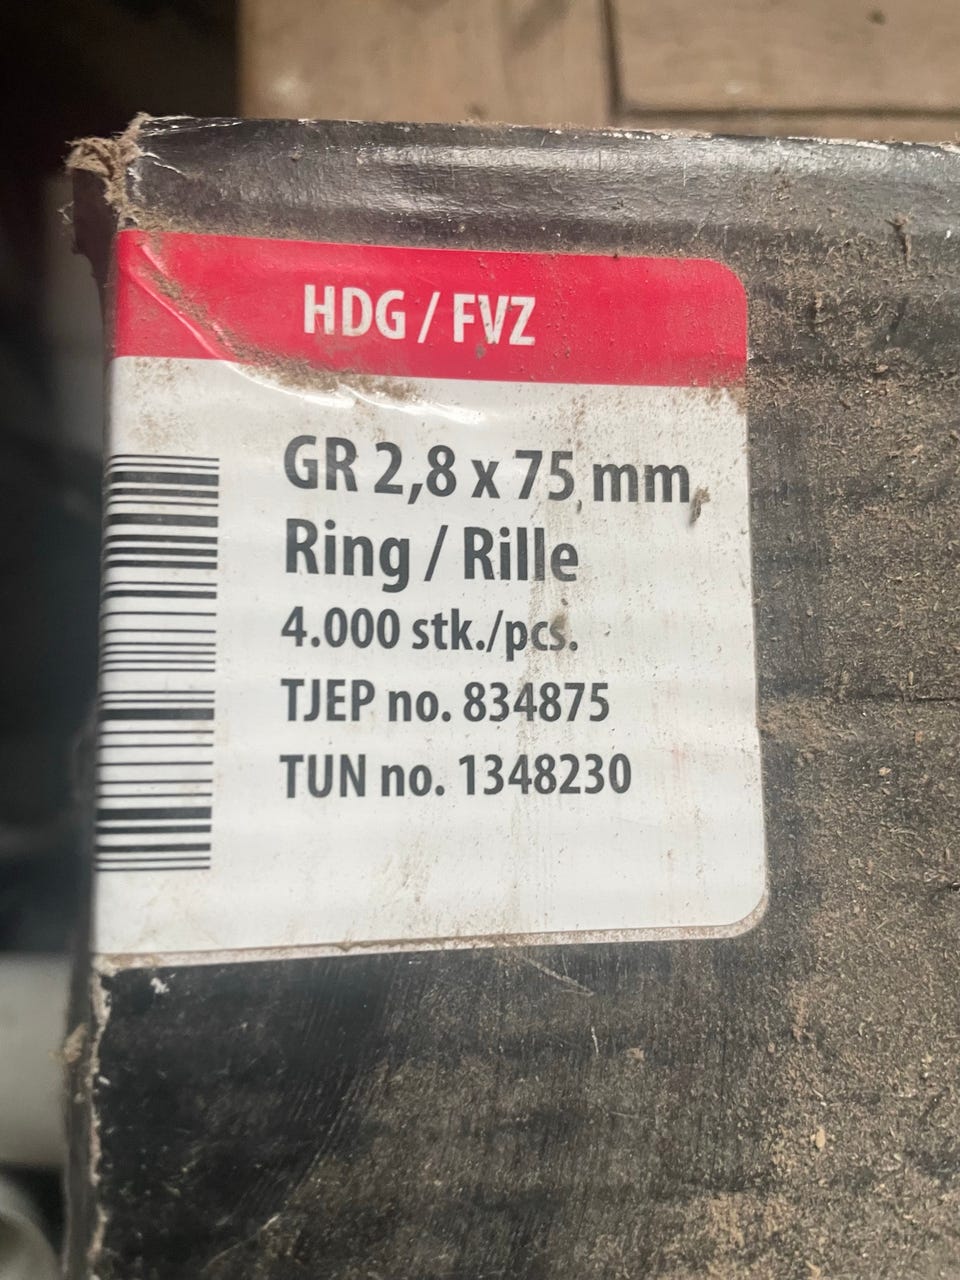 HDG / FVZ
GR 2,8 x 75 mm
Ring / Rille
4.000 stk./pcs.
TJEP no. 834875
TUN no. 1348230